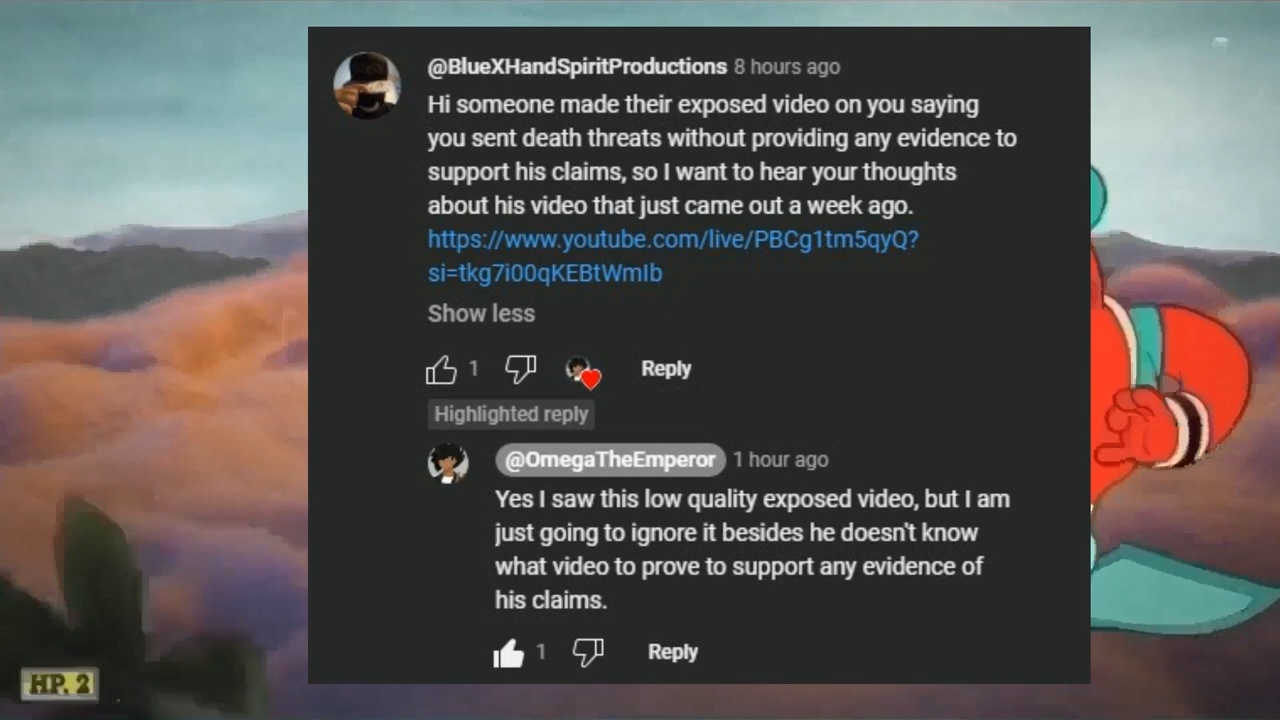 @BlueXHandSpiritProductions 8 hours ago
Hi someone made their exposed video on you saying
you sent death threats without providing any evidence to
support his claims, so I want to hear your thoughts
about his video that just came out a week ago.
https://www.youtube.com/live/PBCg1tm5qyQ?
si=tkg7i00qKEBtWmIb
Show less
1 Reply
Highlighted reply
@OmegaTheEmperor 1 hour ago
Yes I saw this low quality exposed video, but I am
just going to ignore it besides he doesn't know
what video to prove to support any evidence of
his claims.
1 Reply
HP. 2